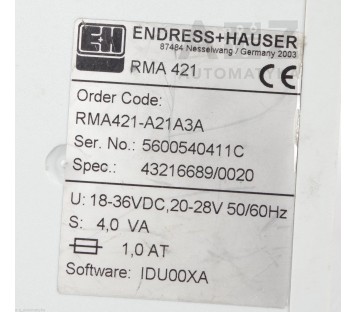 E+H ENDRESS+HAUSER
87484 Nesselwang / Germany 2003
RMA 421 CE
Order Code:
RMA421-A21A3A
Ser. No.: 5600540411C
Spec.: 43216689/0020
U: 18-36VDC,20-28V 50/60Hz
S: 4,0 VA
1,0 AT
Software: IDU00XA